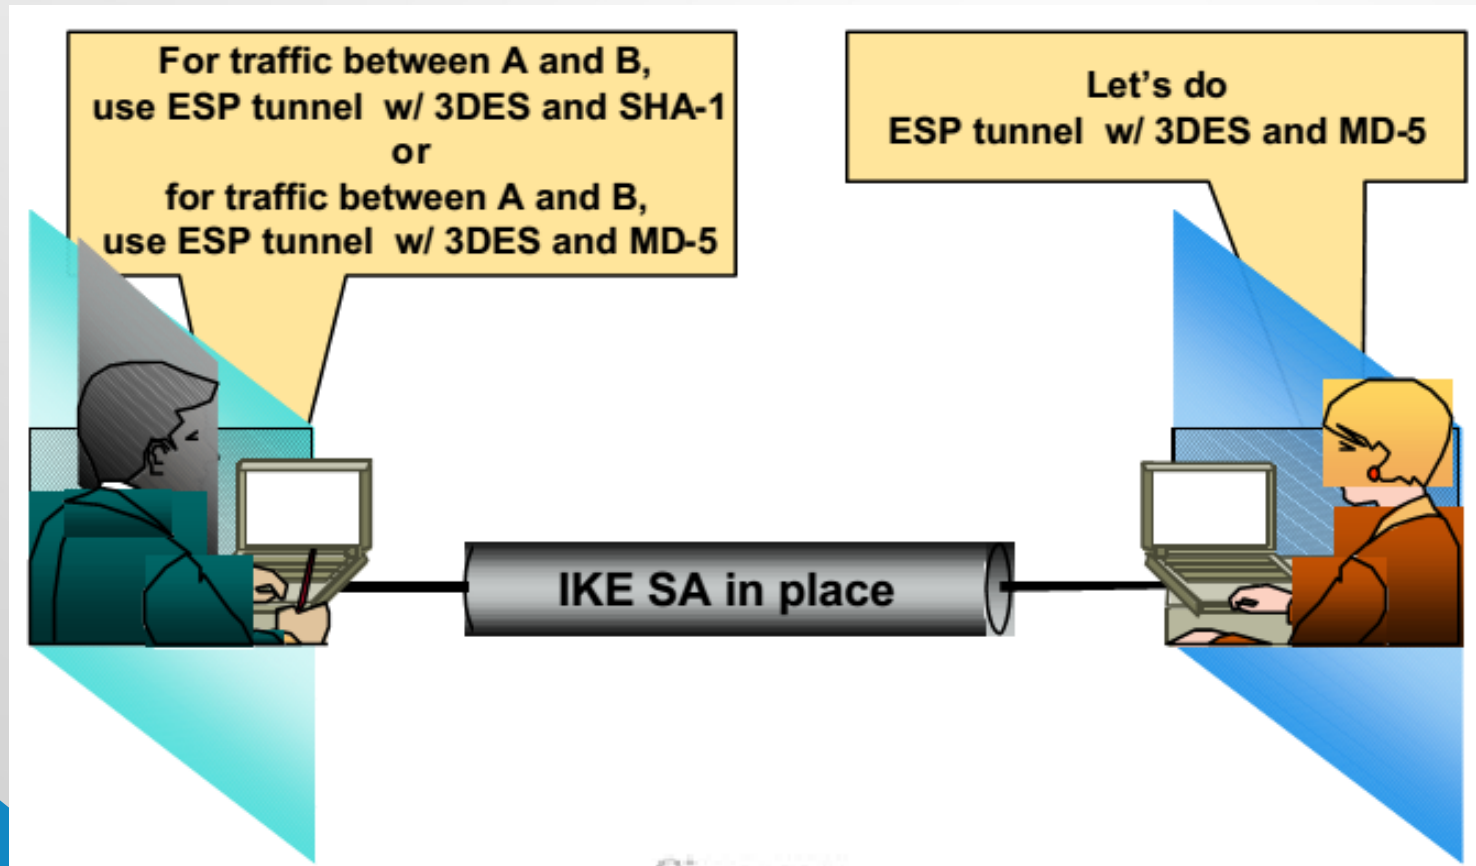 For traffic between A and B,
use ESP tunnel w/ 3DES and SHA-1
or
for traffic between A and B,
use ESP tunnel w/ 3DES and MD-5
Let's do
ESP tunnel w/ 3DES and MD-5
IKE SA in place